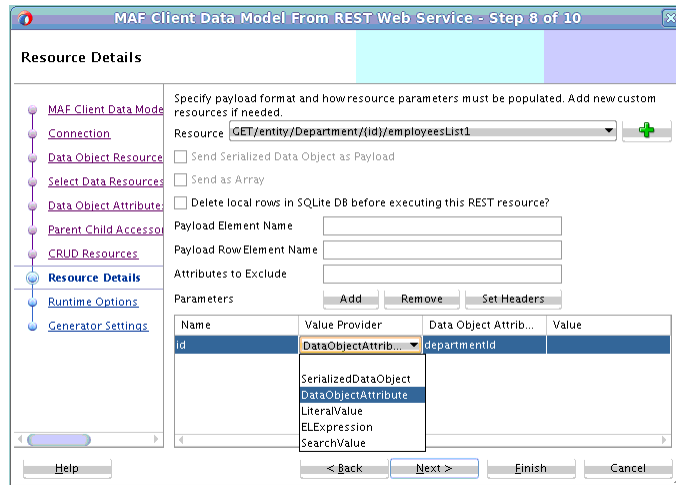 MAF Client Data Model From REST Web Service - Step 8 of 10
Resource Details
MAF Client Data Mode
Connection
Data Object Resource
Select Data Resources
Data Object Attribute
Parent Child Accesso
CRUD Resources
Resource Details
Runtime Options
Generator Settings
Specify payload format and how resource parameters must be populated. Add new custom
resources if needed.
Resource GET/entity/Department/{id}/employeesList1
Send Serialized Data Object as Payload
Send as Array
Delete local rows in SQLite DB before executing this REST resource?
Payload Element Name
Payload Row Element Name
Attributes to Exclude
Parameters Add Remove Set Headers
Name Value Provider Data Object Attrib... Value
id DataObjectAttrib... departmentId
SerializedDataObject
DataObjectAttribute
LiteralValue
ELExpression
SearchValue
Help < Back Next > Finish Cancel